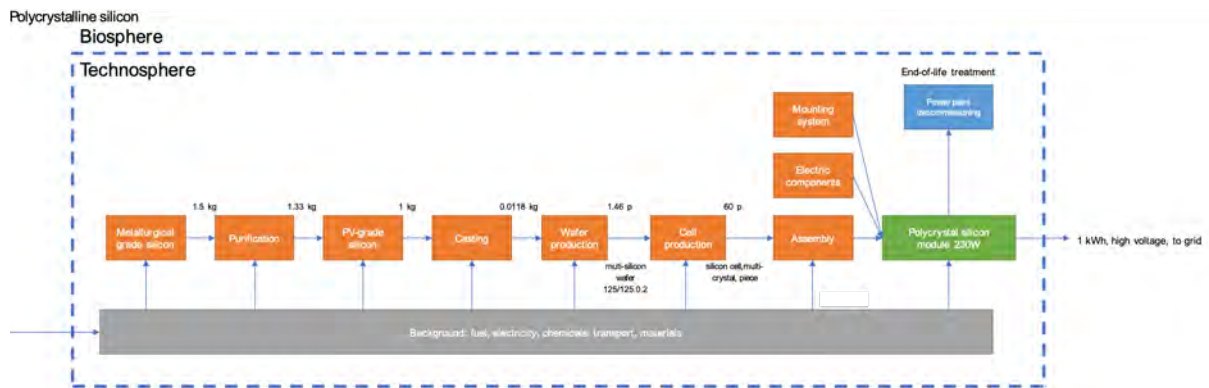 Polycrystalline silicon
Biosphere
Technosphere
End-of-life treatment
Power plant
decommissioning
Mounting
system
Electric
components
1.5 kg
1.33 kg
1 kg
0.0118 kg
1.46 p
60 p
Metallurgical
grade silicon
Purification
PV-grade
silicon
Casting
Wafer
production
Cell
production
Assembly
Polycrystal silicon
module 230W
1 kWh, high voltage, to grid
muti-silicon
wafer
125/125 0.2
silicon cell,multi-
crystal, piece
Background: fuel, electricity, chemicals transport, materials